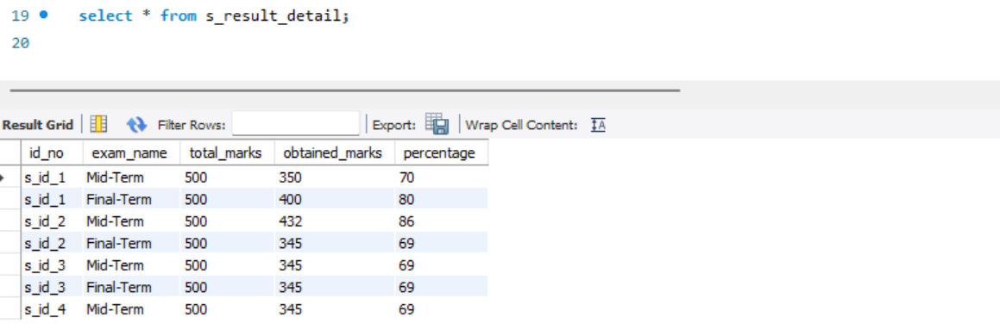 19 select * from s_result_detail;
20
Result Grid Filter Rows: Export: Wrap Cell Content: IA
id_no exam_name total_marks obtained_marks percentage
s_id_1 Mid-Term 500 350 70
s_id_1 Final-Term 500 400 80
s_id_2 Mid-Term 500 432 86
s_id_2 Final-Term 500 345 69
s_id_3 Mid-Term 500 345 69
s_id_3 Final-Term 500 345 69
s_id_4 Mid-Term 500 345 69